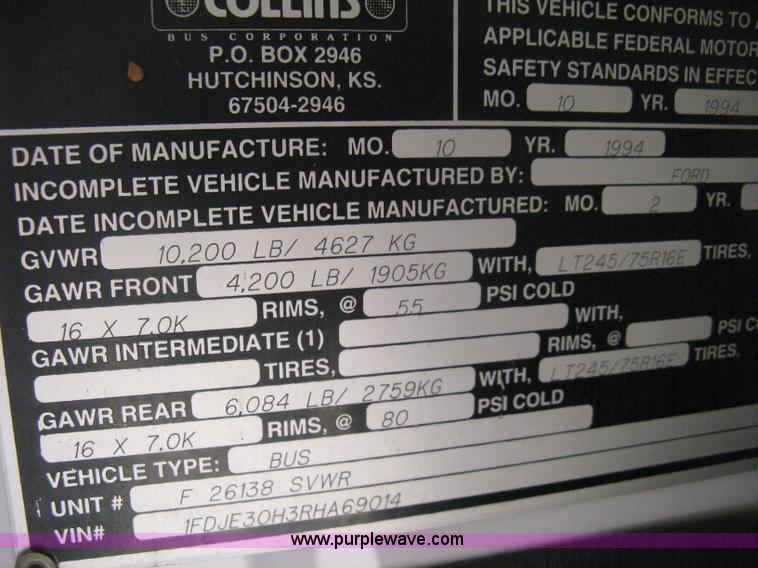 COLLINS
BUS CORPORATION
P.O. BOX 2946
HUTCHINSON, KS.
67504-2946
THIS VEHICLE CONFORMS TO
APPLICABLE FEDERAL MOTOR
SAFETY STANDARDS IN EFFEC
MO. 10 YR. 1994
DATE OF MANUFACTURE: MO. 10 YR. 1994
INCOMPLETE VEHICLE MANUFACTURED BY: FORD
DATE INCOMPLETE VEHICLE MANUFACTURED: MO. 2 YR.
GVWR 10,200 LB/ 4627 KG
GAWR FRONT 4,200 LB/ 1905KG WITH, LT245/75R16E TIRES,
16 X 7.0K RIMS, @ 55 PSI COLD
GAWR INTERMEDIATE (1) WITH,
TIRES, RIMS, @ PSI CO
GAWR REAR 6,084 LB/ 2759KG WITH, LT245/75R16E TIRES,
16 X 7.0K RIMS, @ 80 PSI COLD
VEHICLE TYPE: BUS
UNIT # F 26138 SVWR
VIN# 1FDJE30H3RHA69014
www.purplewave.com